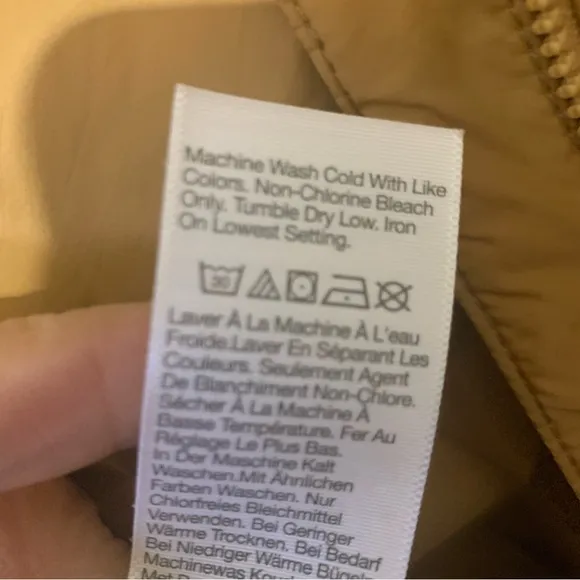 Machine Wash Cold With Like
Colors. Non-Chlorine Bleach
Only. Tumble Dry Low. Iron
On Lowest Setting.
30
Laver À La Machine À L'eau
Froide.Laver En Séparant Les
Couleurs. Seulement Agent
De Blanchiment Non-Chlore.
Sécher À La Machine À
Basse Température. Fer Au
Réglage Le Plus Bas.
In Der Maschine Kalt
Waschen.Mit Ähnlichen
Farben Waschen. Nur
Chlorfreies Bleichmittel
Verwenden. Bei Geringer
Wärme Trocknen. Bei Bedarf
Bei Niedriger Wärme Bügeln
Machinewas
Met